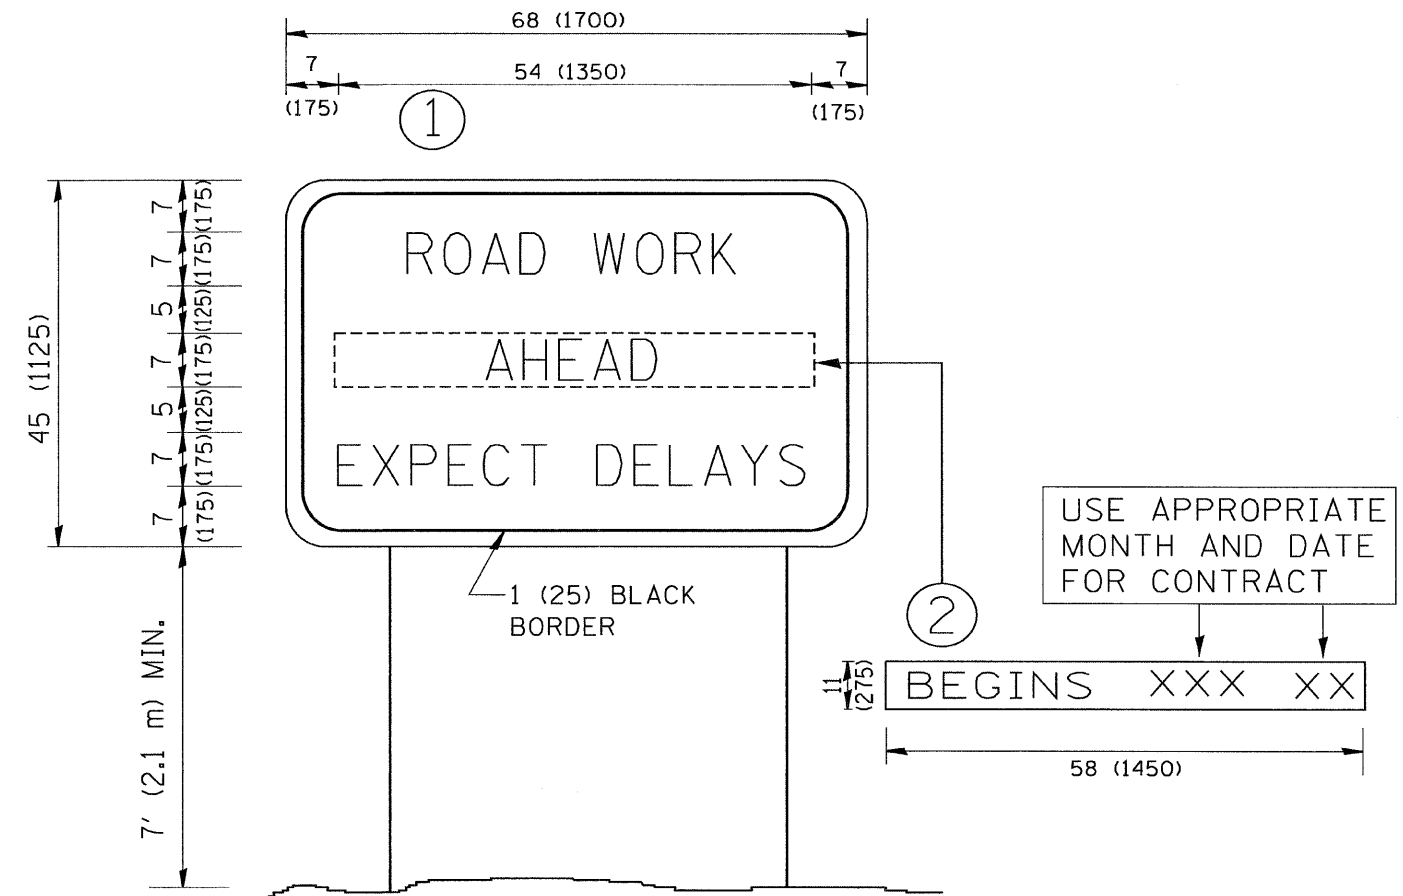 68 (1700)
7
54 (1350)
7
(175)
(175)
1
45 (1125)
7
(175)
7
(175)
5
(125)
7
(175)
5
(125)
7
(175)
7
(175)
ROAD WORK
AHEAD
EXPECT DELAYS
1 (25) BLACK
BORDER
7' (2.1 m) MIN.
USE APPROPRIATE
MONTH AND DATE
FOR CONTRACT
2
11
(275)
BEGINS XXX XX
58 (1450)